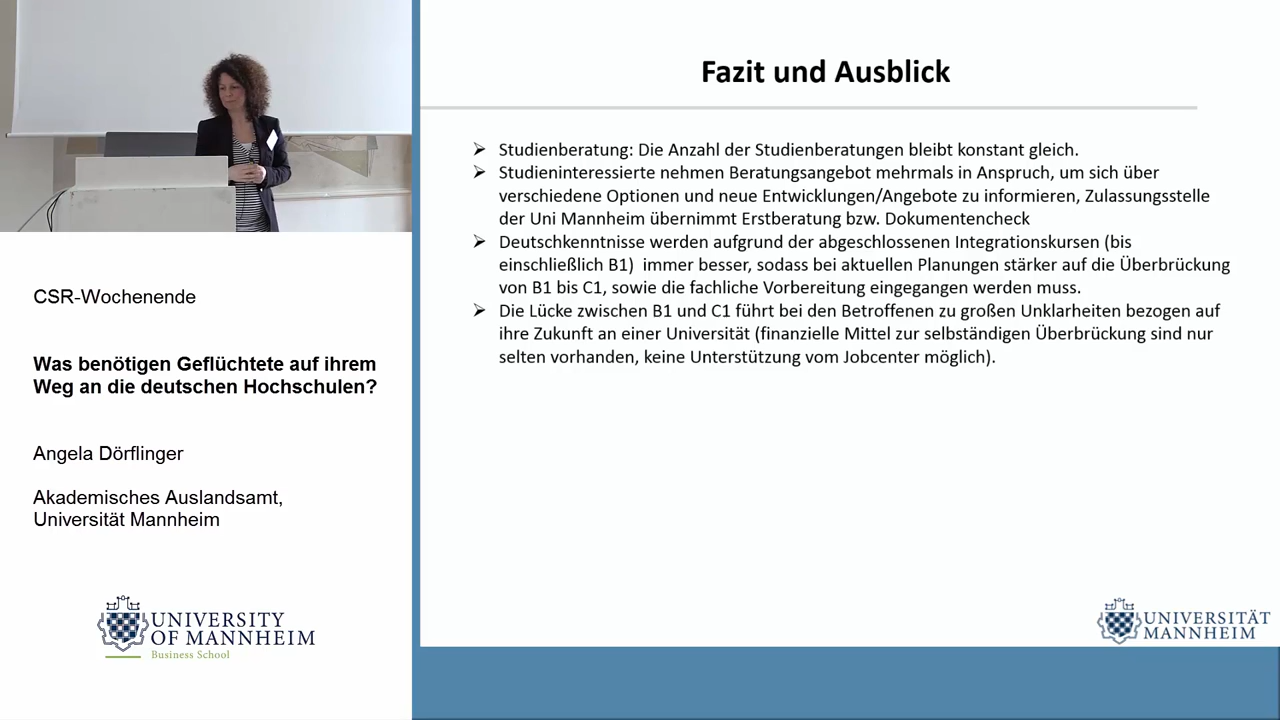 CSR-Wochenende
Was benötigen Geflüchtete auf ihrem
Weg an die deutschen Hochschulen?
Angela Dörflinger
Akademisches Auslandsamt,
Universität Mannheim
UNIVERSITY
OF MANNHEIM
Business School
Fazit und Ausblick
➢ Studienberatung: Die Anzahl der Studienberatungen bleibt konstant gleich.
➢ Studieninteressierte nehmen Beratungsangebot mehrmals in Anspruch, um sich über
verschiedene Optionen und neue Entwicklungen/Angebote zu informieren, Zulassungsstelle
der Uni Mannheim übernimmt Erstberatung bzw. Dokumentencheck
➢ Deutschkenntnisse werden aufgrund der abgeschlossenen Integrationskursen (bis
einschließlich B1) immer besser, sodass bei aktuellen Planungen stärker auf die Überbrückung
von B1 bis C1, sowie die fachliche Vorbereitung eingegangen werden muss.
➢ Die Lücke zwischen B1 und C1 führt bei den Betroffenen zu großen Unklarheiten bezogen auf
ihre Zukunft an einer Universität (finanzielle Mittel zur selbständigen Überbrückung sind nur
selten vorhanden, keine Unterstützung vom Jobcenter möglich).
UNIVERSITÄT
MANNHEIM